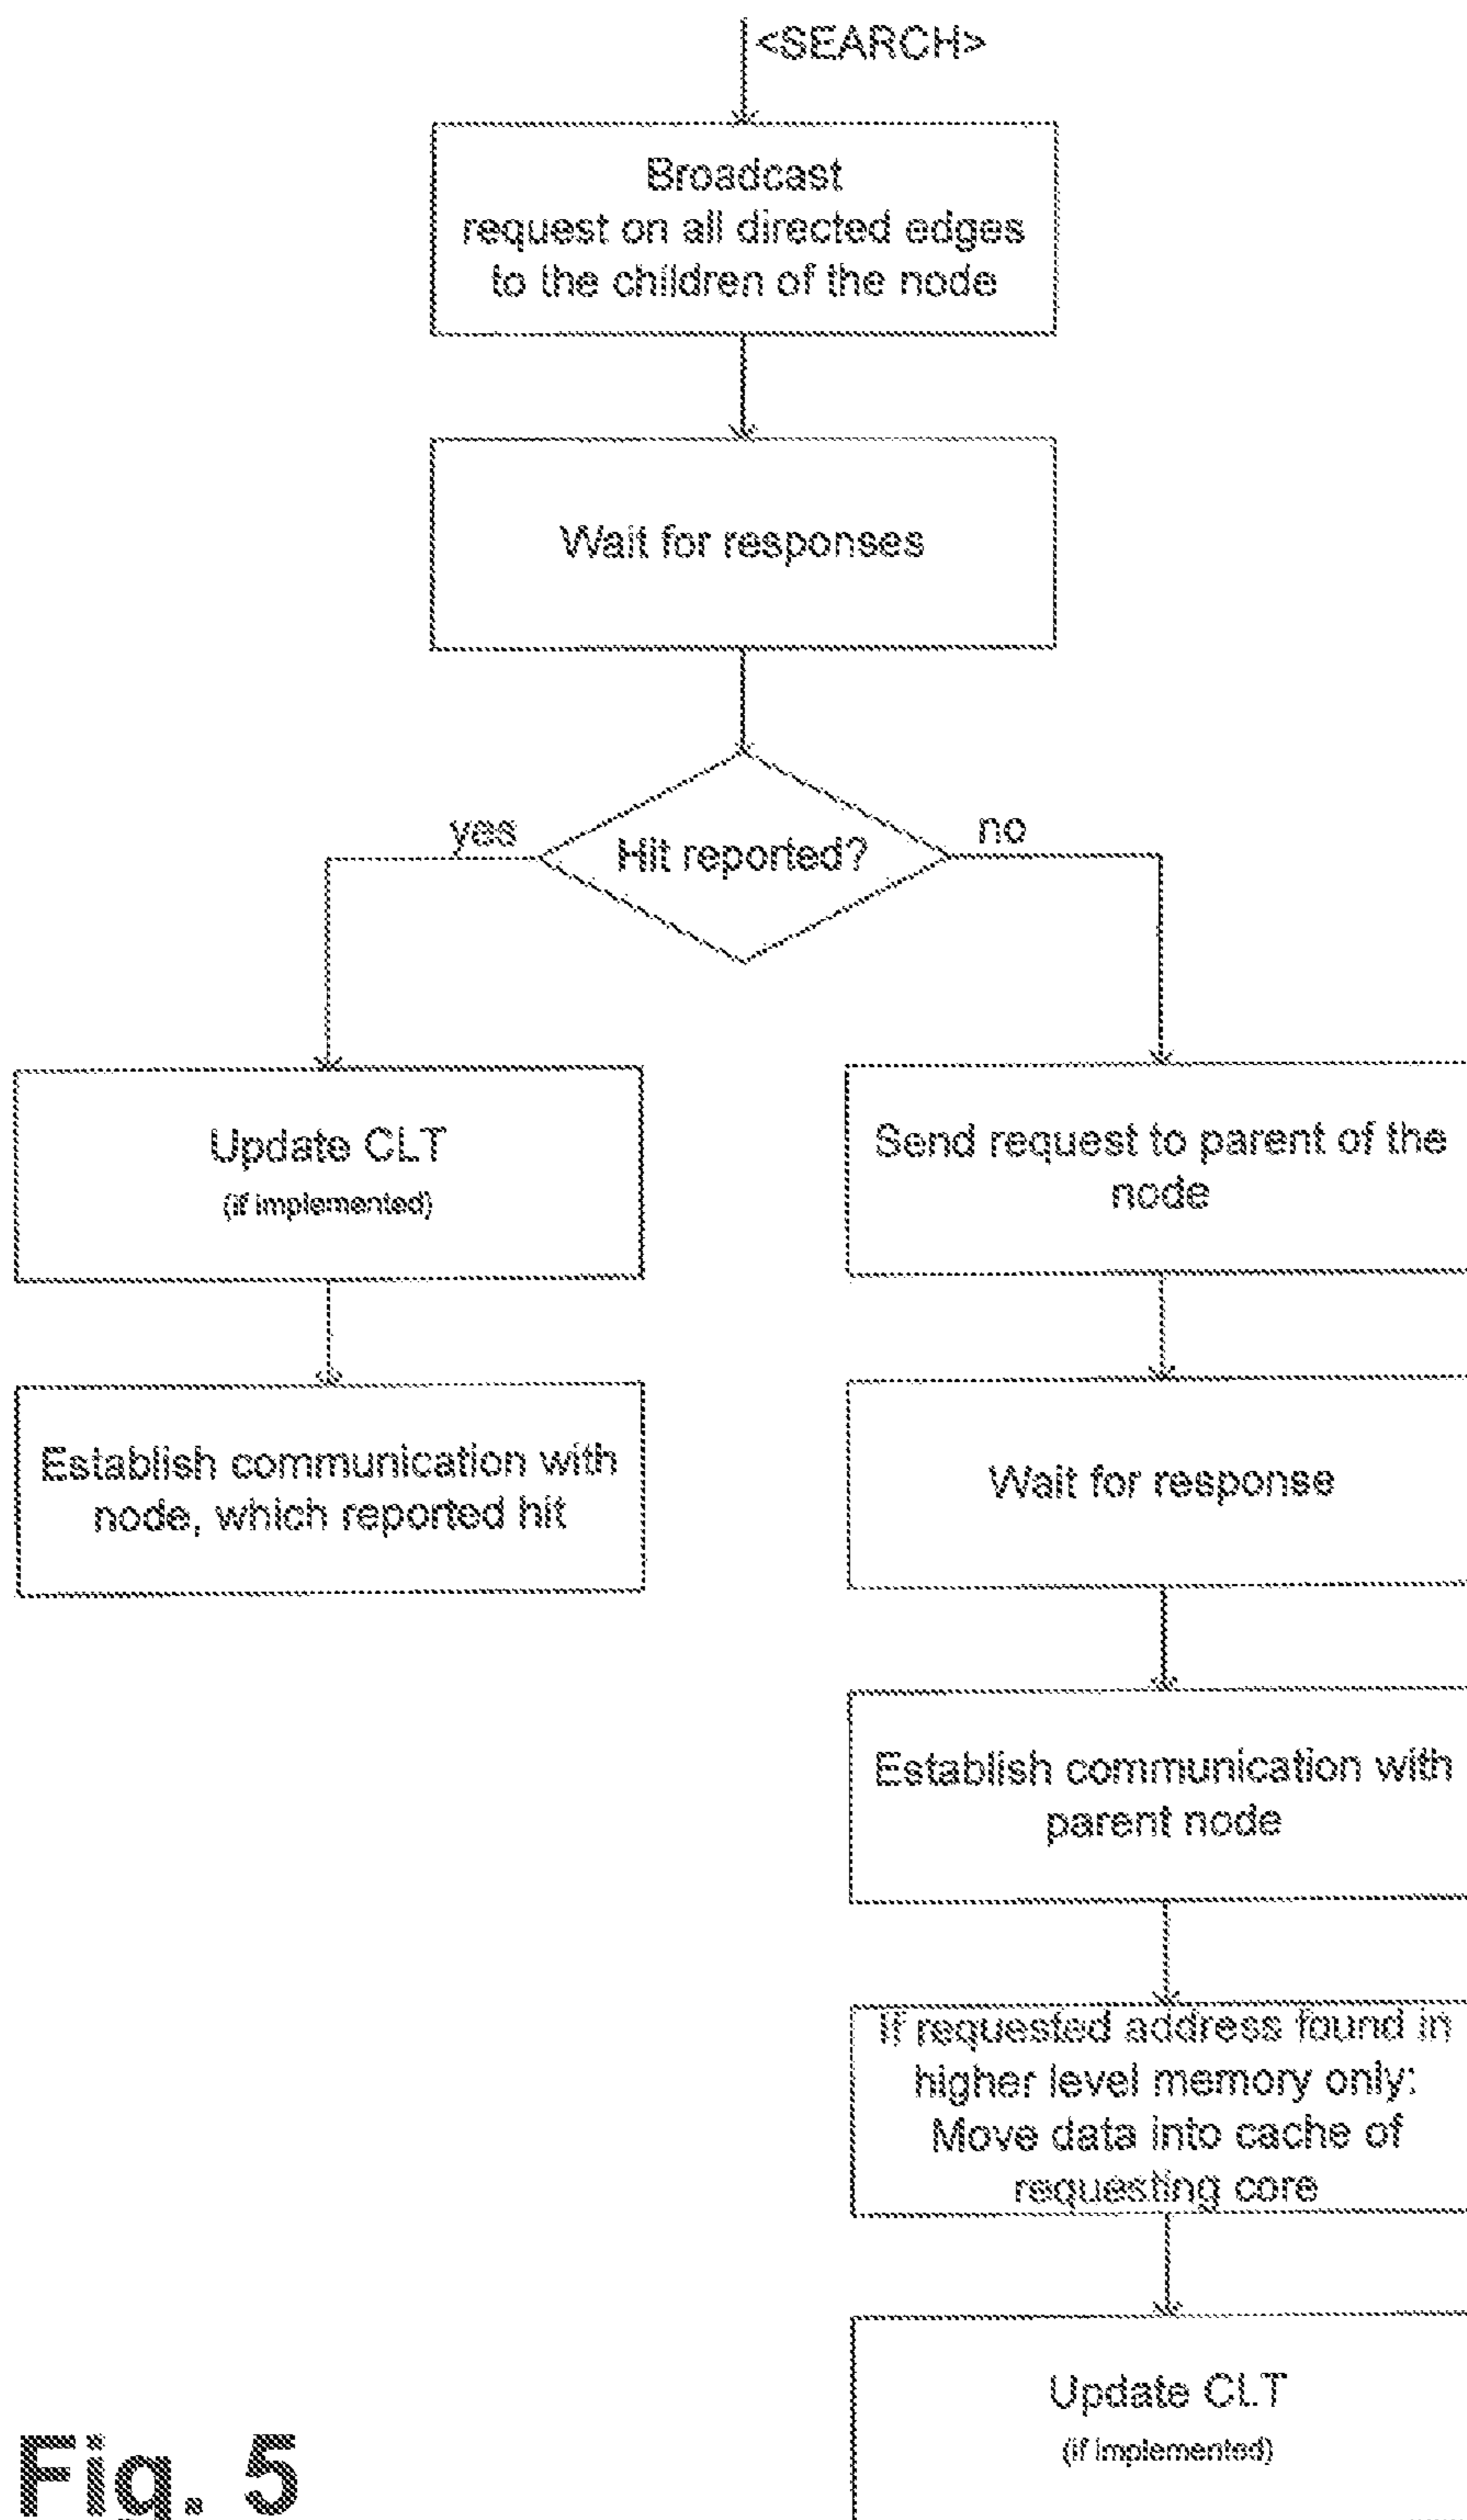 <SEARCH>
Broadcast
request on all directed edges
to the children of the node
Wait for responses
Hit reported?
yes
no
Update CLT
(if implemented)
Establish communication with
node, which reported hit
Send request to parent of the
node
Wait for response
Establish communication with
parent node
If requested address found in
higher level memory only:
Move data into cache of
requesting core
Update CLT
(if implemented)
Fig. 5